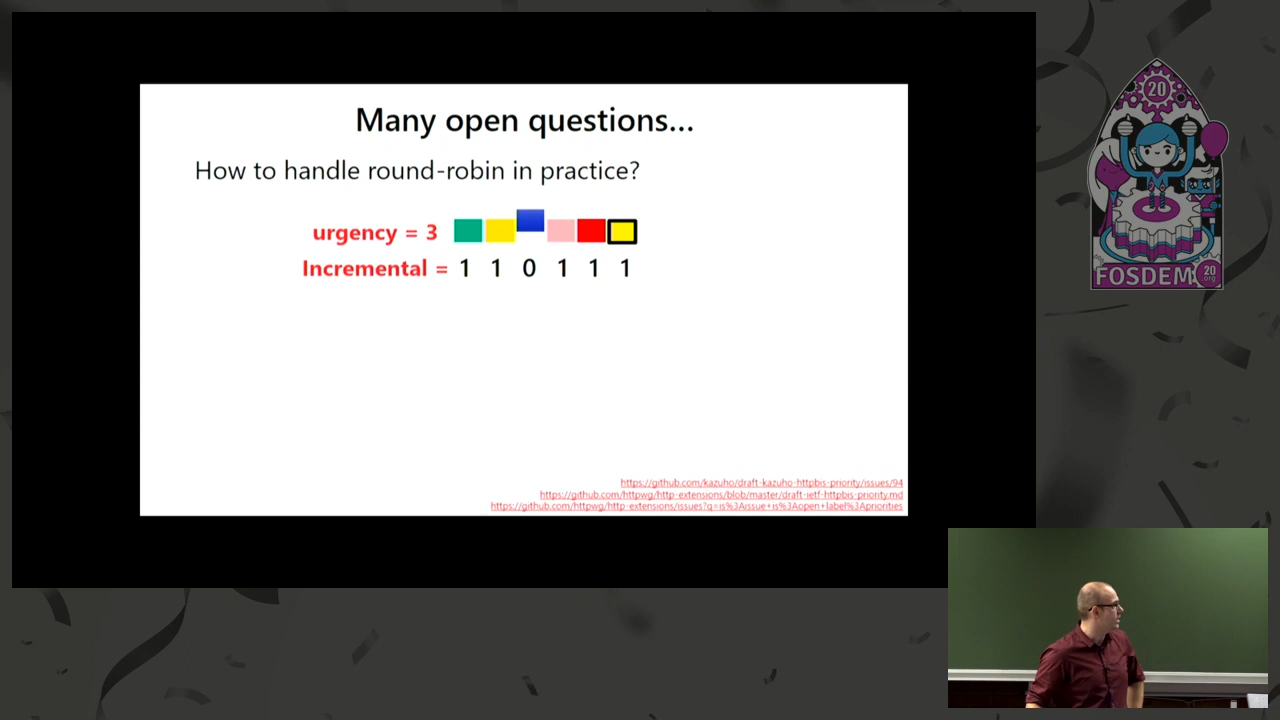 Many open questions...
How to handle round-robin in practice?
urgency = 3
Incremental = 1 1 0 1 1 1
https://github.com/kazuho/draft-kazuho-httpbis-priority/issues/94
https://github.com/httpwg/http-extensions/blob/master/draft-ietf-httpbis-priority.md
https://github.com/httpwg/http-extensions/issues?q=is%3Aissue+is%3Aopen+label%3Apriorities
20
FOSDEM
20
.org